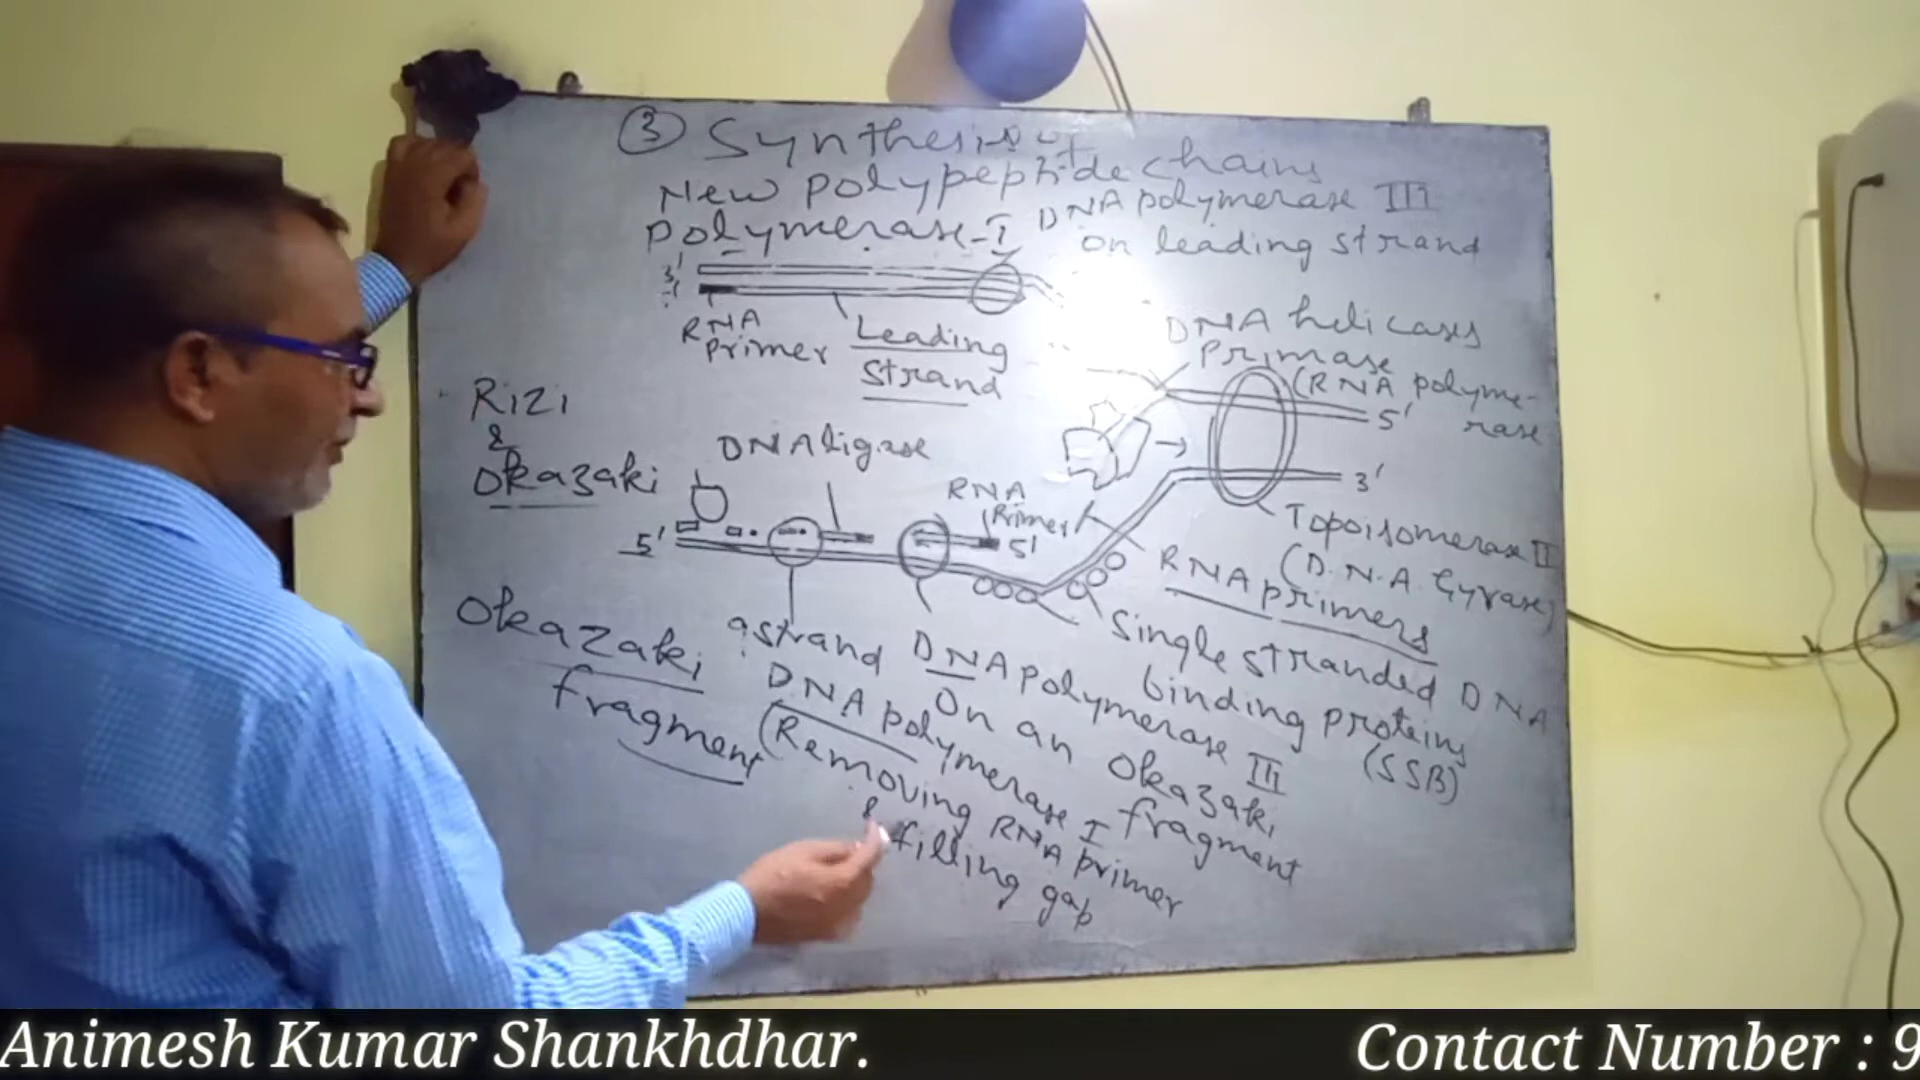 ③ Synthesis of
New polypeptide chains
Polymerase-I
DNA polymerase III
on leading strand
3'
RNA
Primer
Leading
Strand
DNA helicases
Primase
(RNA polyme-
rase
5'
3'
Rizi
&
Okazaki
DNA ligase
RNA
Primer
5'
5'
Topoisomerase II
(D.N.A. Gyrase)
RNA primers
Single stranded DNA
binding proteins
(SSB)
Okazaki
fragment
strand
DNA polymerase III
on an Okazaki
fragment
DNA polymerase I
(Removing RNA primer
& filling gap
Animesh Kumar Shankhdhar.
Contact Number : 9